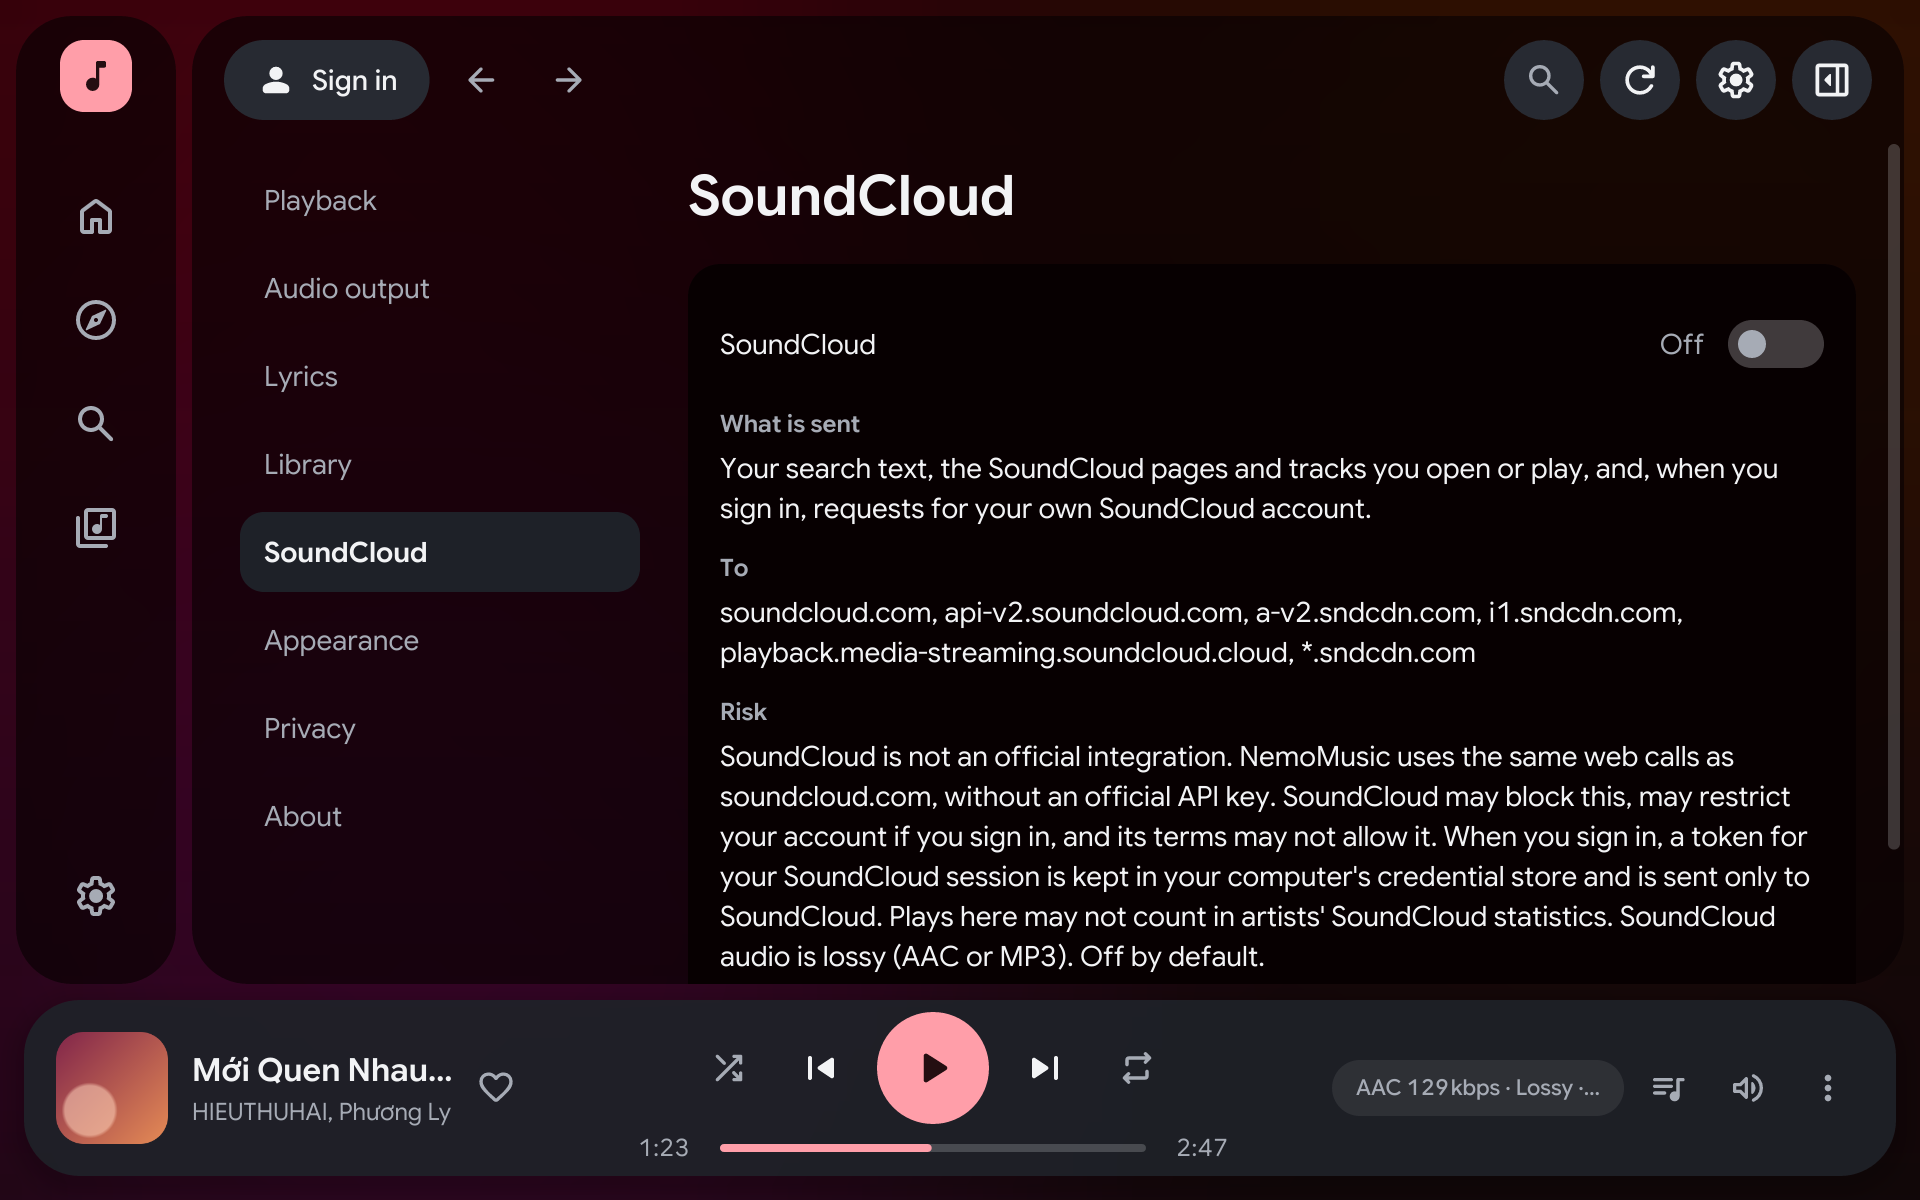 Sign in
Playback
Audio output
Lyrics
Library
SoundCloud
Appearance
Privacy
About
SoundCloud
SoundCloud
Off
What is sent
Your search text, the SoundCloud pages and tracks you open or play, and, when you
sign in, requests for your own SoundCloud account.
To
soundcloud.com, api-v2.soundcloud.com, a-v2.sndcdn.com, i1.sndcdn.com,
playback.media-streaming.soundcloud.cloud, *.sndcdn.com
Risk
SoundCloud is not an official integration. NemoMusic uses the same web calls as
soundcloud.com, without an official API key. SoundCloud may block this, may restrict
your account if you sign in, and its terms may not allow it. When you sign in, a token for
your SoundCloud session is kept in your computer's credential store and is sent only to
SoundCloud. Plays here may not count in artists' SoundCloud statistics. SoundCloud
audio is lossy (AAC or MP3). Off by default.
Mới Quen Nhau...
HIEUTHUHAI, Phương Ly
1:23
2:47
AAC 129 kbps · Lossy ·...